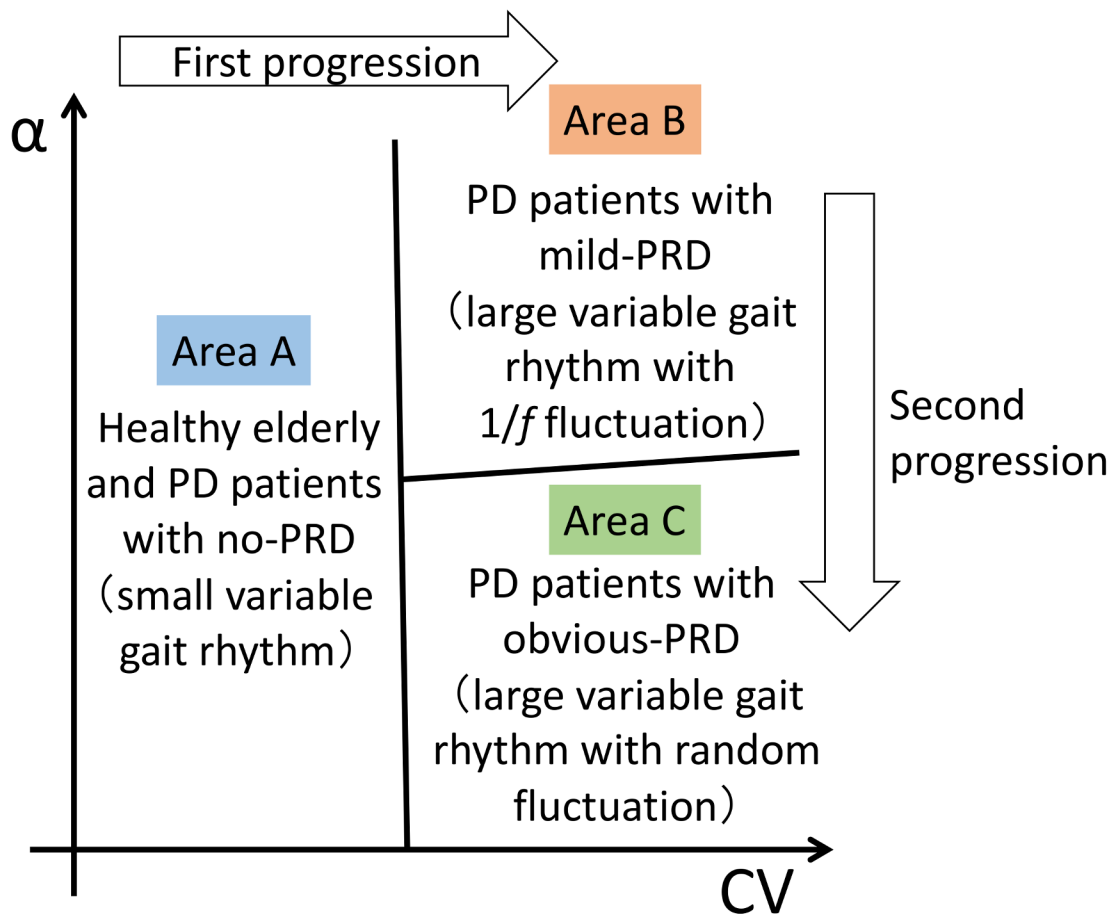 First progression
α
Area B
PD patients with
mild-PRD
（large variable gait
rhythm with
1/f fluctuation）
Area A
Healthy elderly
and PD patients
with no-PRD
（small variable
gait rhythm）
Second
progression
Area C
PD patients with
obvious-PRD
（large variable gait
rhythm with random
fluctuation）
CV